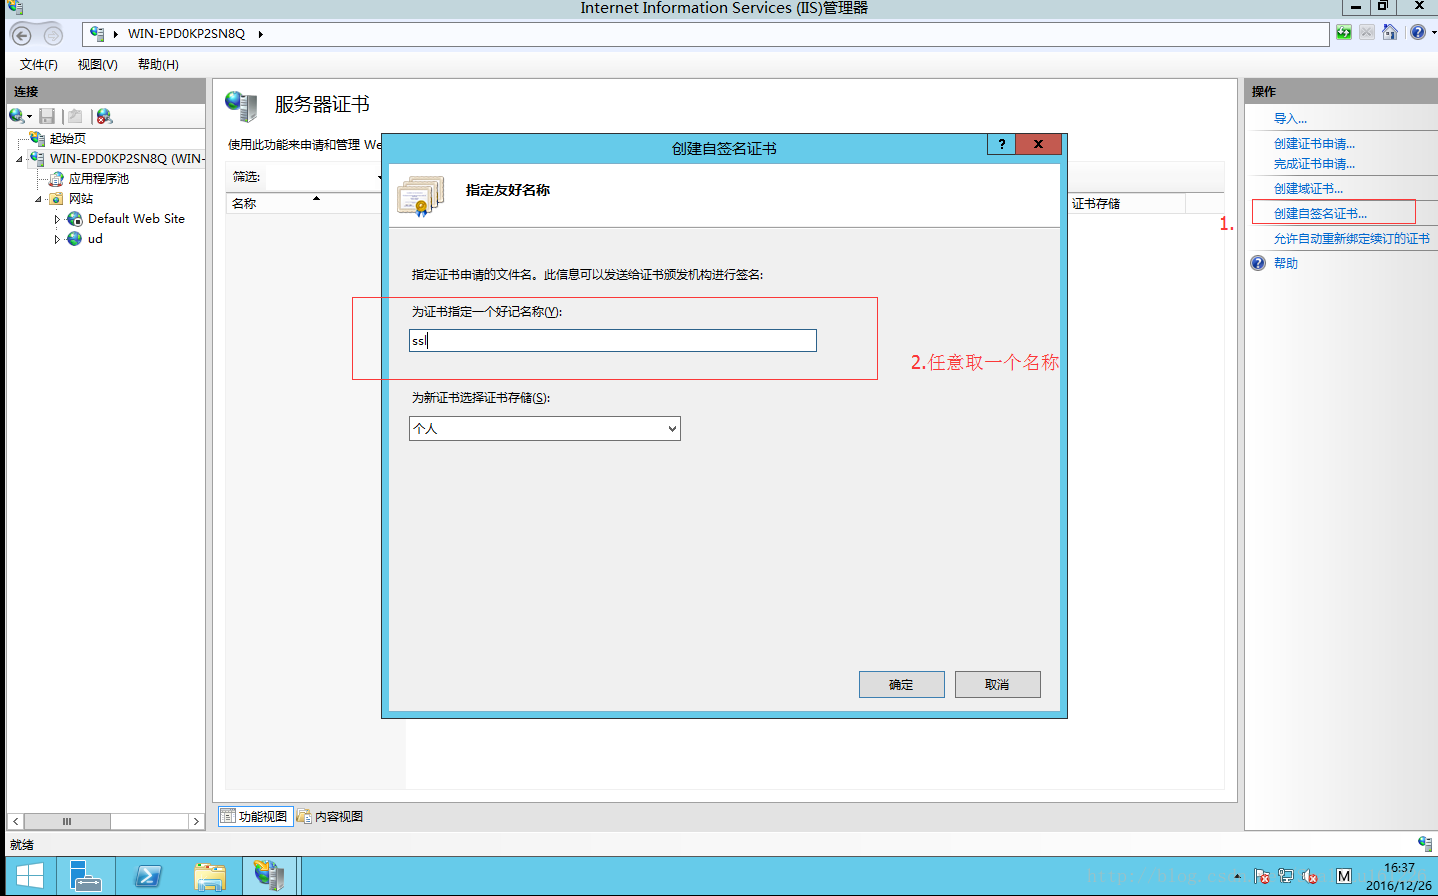 Internet Information Services (IIS)管理器
WIN-EPD0KP2SN8Q
文件(F) 视图(V) 帮助(H)
连接
起始页
WIN-EPD0KP2SN8Q (WIN-
应用程序池
网站
Default Web Site
ud
服务器证书
使用此功能来申请和管理 We
筛选:
名称
证书存储
创建自签名证书
?
指定友好名称
指定证书申请的文件名。此信息可以发送给证书颁发机构进行签名:
为证书指定一个好记名称(Y):
ssl
2.任意取一个名称
为新证书选择证书存储(S):
个人
确定 取消
操作
导入...
创建证书申请...
完成证书申请...
创建域证书...
1.
创建自签名证书...
允许自动重新绑定续订的证书
帮助
功能视图 内容视图
就绪
M
16:37
2016/12/26